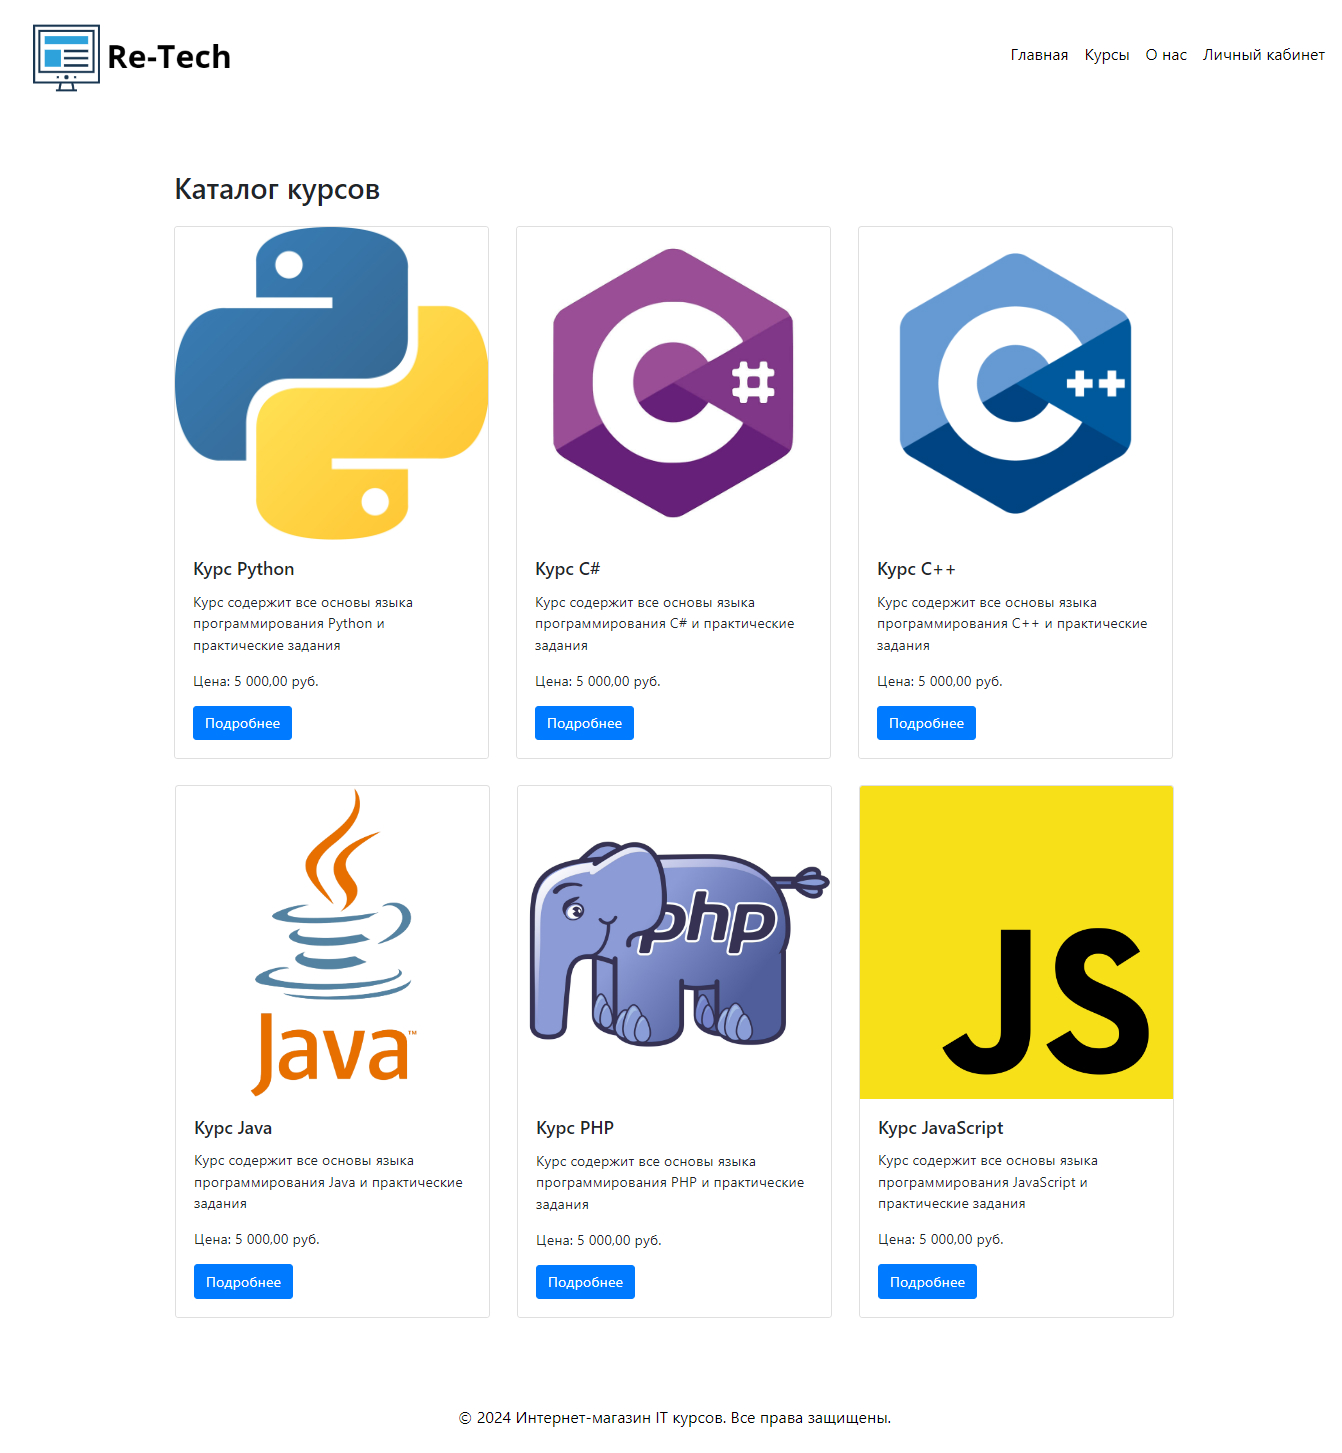 Re-Tech
Главная Курсы О нас Личный кабинет
Каталог курсов
C#
C++
Курс Python
Курс содержит все основы языка
программирования Python и
практические задания
Цена: 5 000,00 руб.
Подробнее
Курс C#
Курс содержит все основы языка
программирования C# и практические
задания
Цена: 5 000,00 руб.
Подробнее
Курс C++
Курс содержит все основы языка
программирования C++ и практические
задания
Цена: 5 000,00 руб.
Подробнее
Java™
php
JS
Курс Java
Курс содержит все основы языка
программирования Java и практические
задания
Цена: 5 000,00 руб.
Подробнее
Курс PHP
Курс содержит все основы языка
программирования PHP и практические
задания
Цена: 5 000,00 руб.
Подробнее
Курс JavaScript
Курс содержит все основы языка
программирования JavaScript и
практические задания
Цена: 5 000,00 руб.
Подробнее
© 2024 Интернет-магазин IT курсов. Все права защищены.